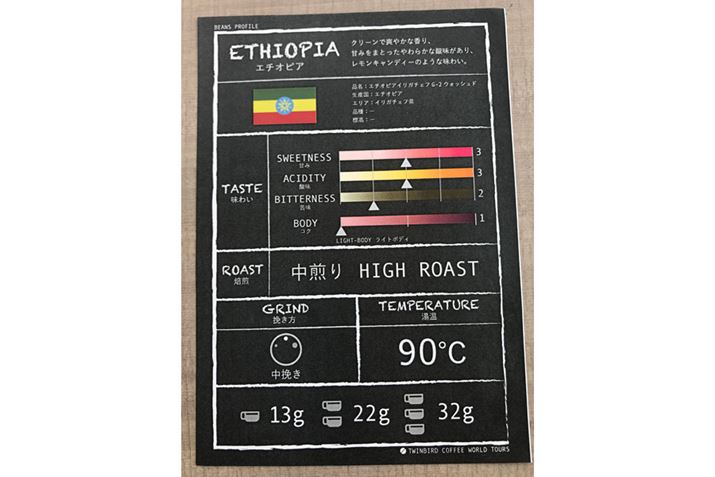 BEANS PROFILE
ETHIOPIA
エチオピア
クリーンで爽やかな香り、
甘みをまとったやわらかな酸味があり、
レモンキャンディーのような味わい。
品名：エチオピアイリガチェフG-2ウォッシュド
生産国：エチオピア
エリア：イリガチェフ県
品種：ー
標高：ー
TASTE
味わい
SWEETNESS 3
甘み
ACIDITY 3
酸味
BITTERNESS 2
苦味
BODY 1
コク
LIGHT-BODY ライトボディ
ROAST
焙煎
中煎り HIGH ROAST
GRIND
挽き方
中挽き
TEMPERATURE
湯温
90℃
13g 22g 32g
TWINBIRD COFFEE WORLD TOURS